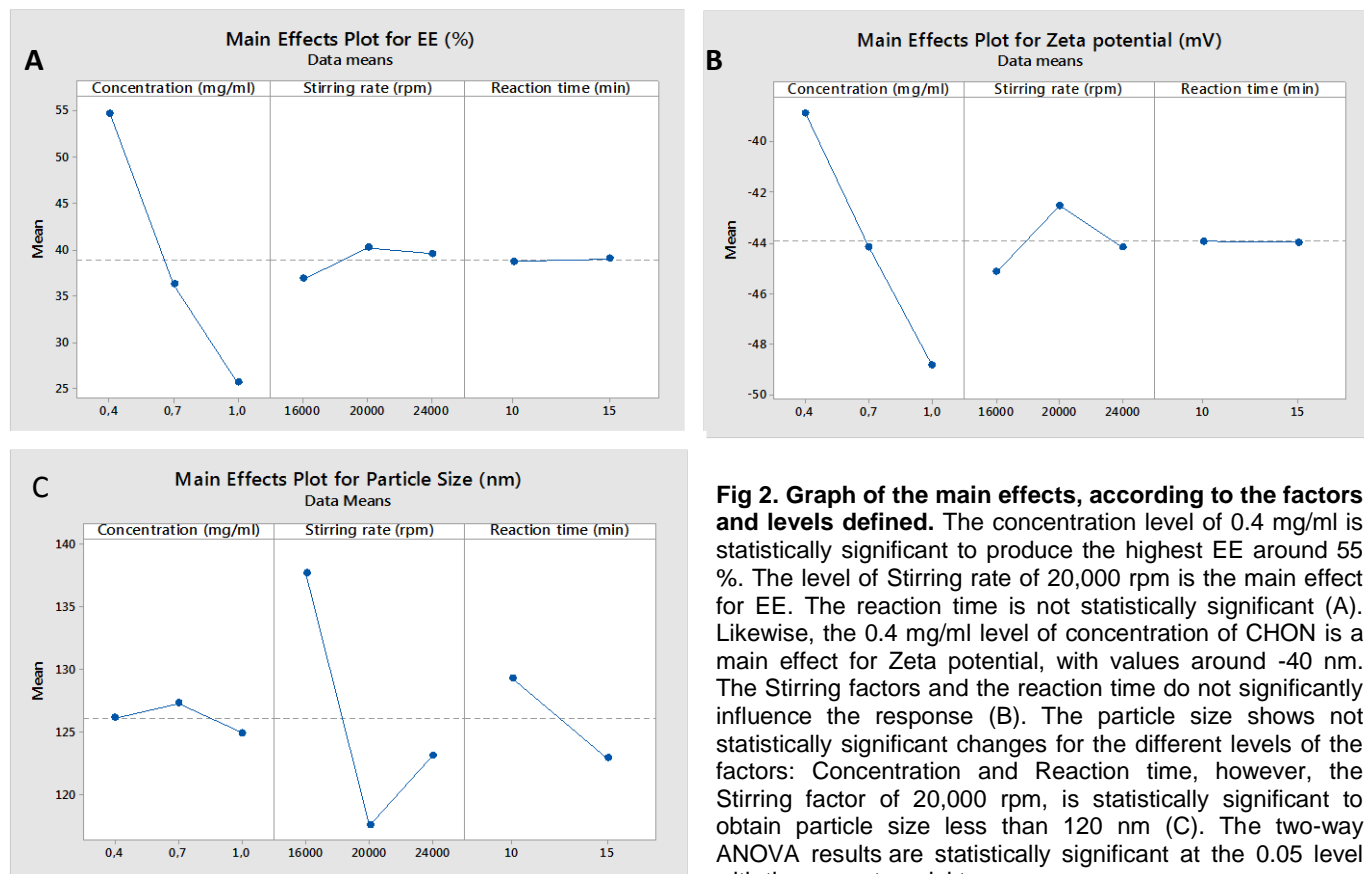 A
Main Effects Plot for EE (%)
Data means
Concentration (mg/ml) Stirring rate (rpm) Reaction time (min)
Mean
55
50
45
40
35
30
25
0,4 0,7 1,0 16000 20000 24000 10 15
B
Main Effects Plot for Zeta potential (mV)
Data means
Concentration (mg/ml) Stirring rate (rpm) Reaction time (min)
Mean
-40
-42
-44
-46
-48
-50
0,4 0,7 1,0 16000 20000 24000 10 15
C
Main Effects Plot for Particle Size (nm)
Data Means
Concentration (mg/ml) Stirring rate (rpm) Reaction time (min)
Mean
140
135
130
125
120
0,4 0,7 1,0 16000 20000 24000 10 15
Fig 2. Graph of the main effects, according to the factors
and levels defined. The concentration level of 0.4 mg/ml is
statistically significant to produce the highest EE around 55
%. The level of Stirring rate of 20,000 rpm is the main effect
for EE. The reaction time is not statistically significant (A).
Likewise, the 0.4 mg/ml level of concentration of CHON is a
main effect for Zeta potential, with values around -40 nm.
The Stirring factors and the reaction time do not significantly
influence the response (B). The particle size shows not
statistically significant changes for the different levels of the
factors: Concentration and Reaction time, however, the
Stirring factor of 20,000 rpm, is statistically significant to
obtain particle size less than 120 nm (C). The two-way
ANOVA results are statistically significant at the 0.05 level